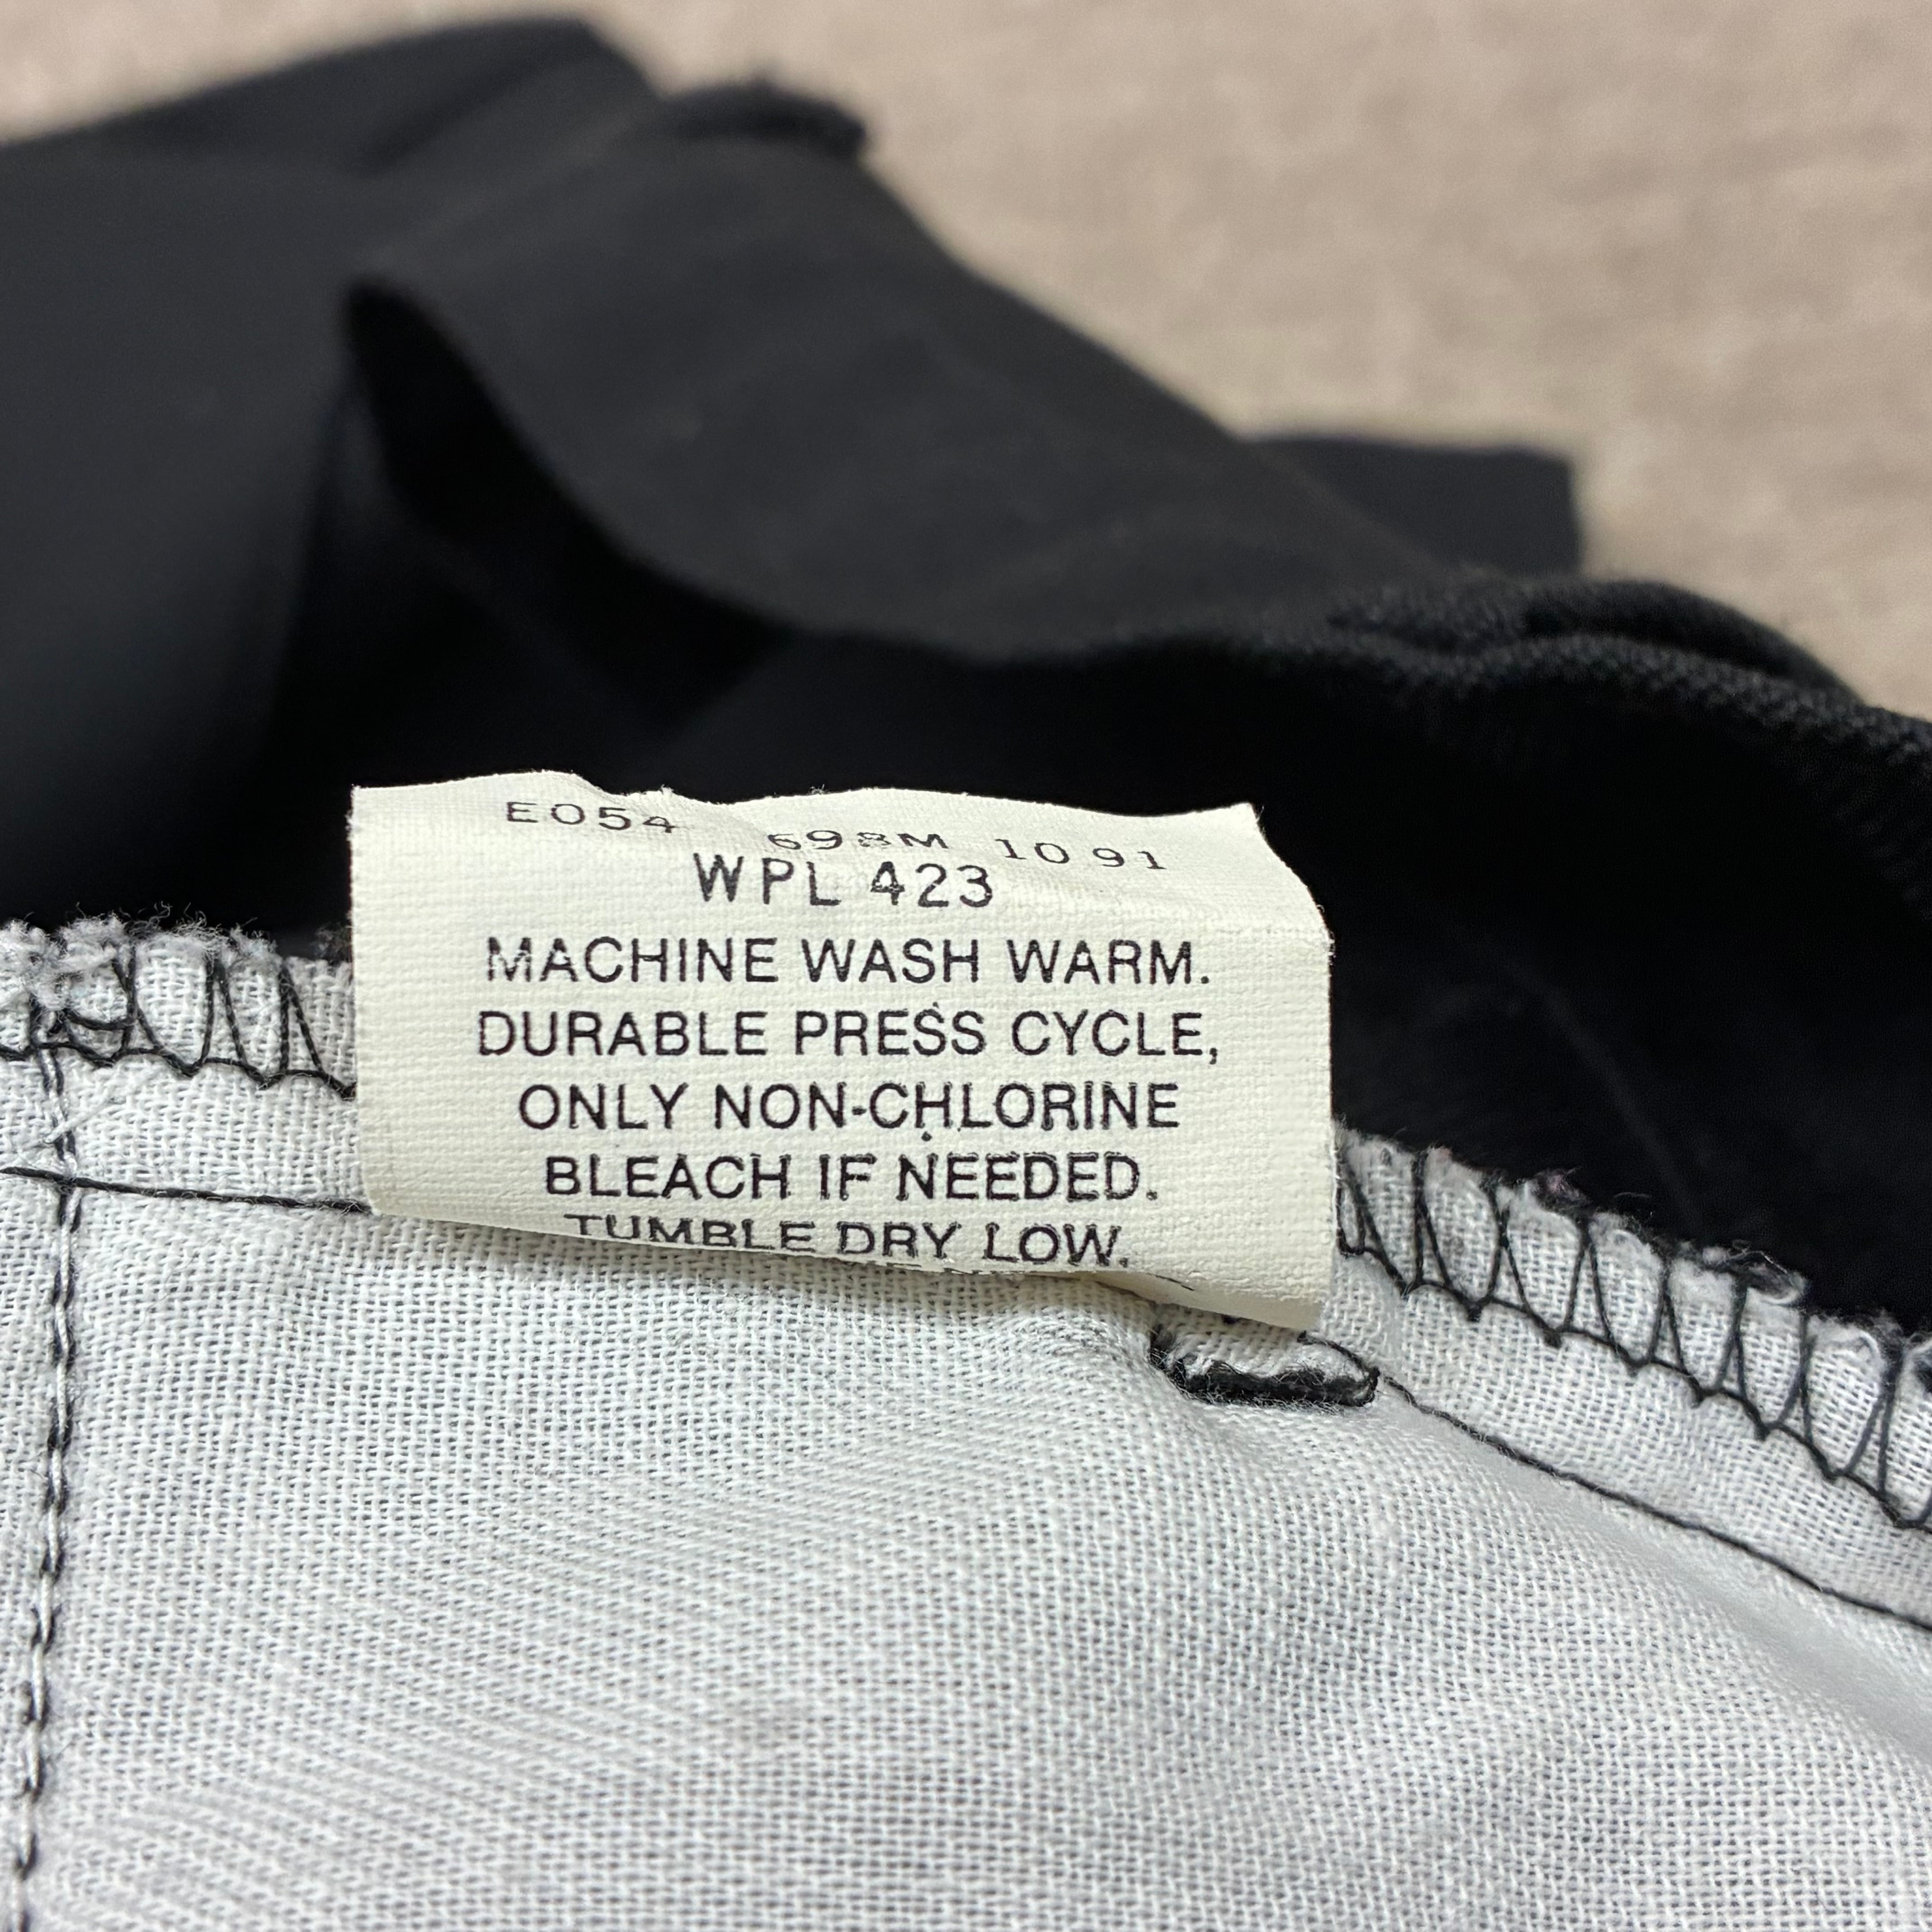 E054 698M 10 91
WPL 423
MACHINE WASH WARM.
DURABLE PRESS CYCLE,
ONLY NON-CHLORINE
BLEACH IF NEEDED.
TUMBLE DRY LOW.